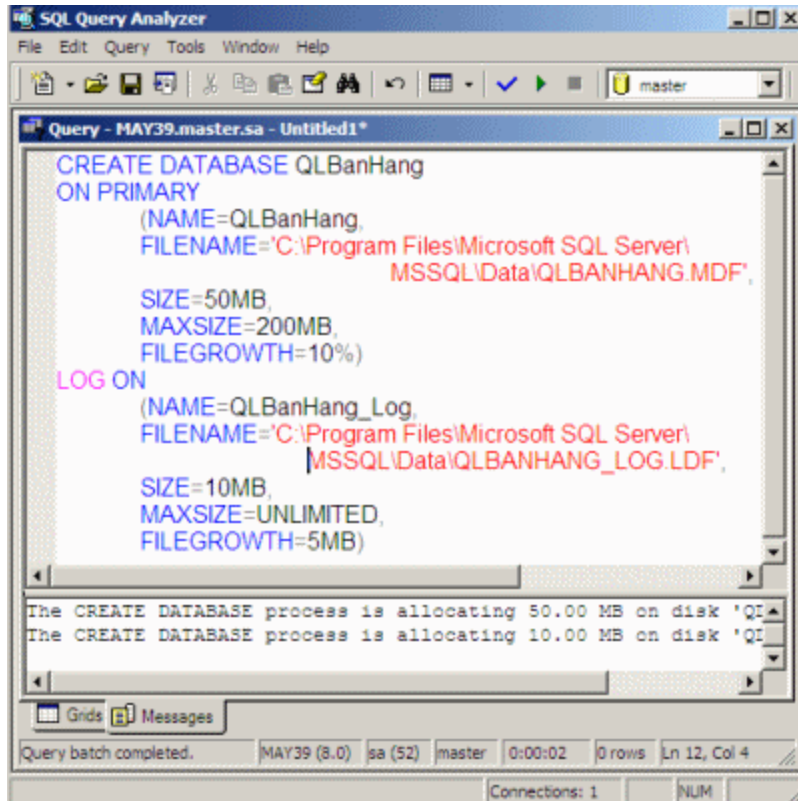 SQL Query Analyzer
File Edit Query Tools Window Help
master
Query - MAY39.master.sa - Untitled1*
CREATE DATABASE QLBanHang
ON PRIMARY
(NAME=QLBanHang,
FILENAME='C:\Program Files\Microsoft SQL Server\
MSSQL\Data\QLBANHANG.MDF',
SIZE=50MB,
MAXSIZE=200MB,
FILEGROWTH=10%)
LOG ON
(NAME=QLBanHang_Log,
FILENAME='C:\Program Files\Microsoft SQL Server\
MSSQL\Data\QLBANHANG_LOG.LDF',
SIZE=10MB,
MAXSIZE=UNLIMITED,
FILEGROWTH=5MB)
The CREATE DATABASE process is allocating 50.00 MB on disk 'QL
The CREATE DATABASE process is allocating 10.00 MB on disk 'QL
Grids Messages
Query batch completed. MAY39 (8.0) sa (52) master 0:00:02 0 rows Ln 12, Col 4
Connections: 1 NUM